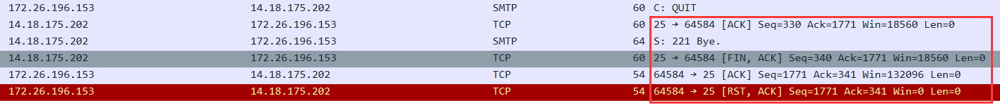 172.26.196.153 14.18.175.202 SMTP 60 C: QUIT
14.18.175.202 172.26.196.153 TCP 60 25 → 64584 [ACK] Seq=330 Ack=1771 Win=18560 Len=0
14.18.175.202 172.26.196.153 SMTP 64 S: 221 Bye.
14.18.175.202 172.26.196.153 TCP 60 25 → 64584 [FIN, ACK] Seq=340 Ack=1771 Win=18560 Len=0
172.26.196.153 14.18.175.202 TCP 54 64584 → 25 [ACK] Seq=1771 Ack=341 Win=132096 Len=0
172.26.196.153 14.18.175.202 TCP 54 64584 → 25 [RST, ACK] Seq=1771 Ack=341 Win=0 Len=0